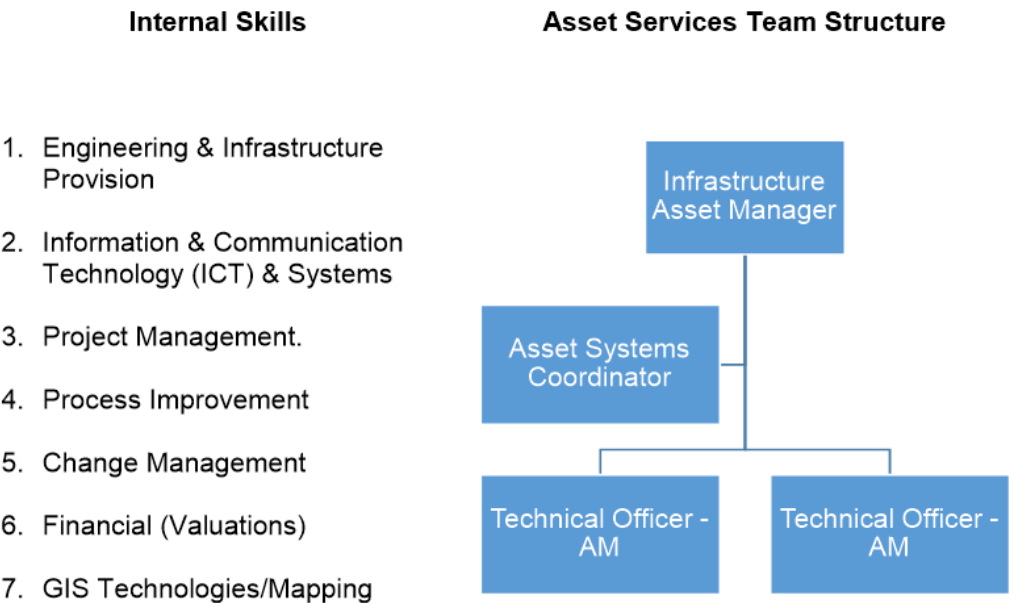 Internal Skills
Asset Services Team Structure
1. Engineering & Infrastructure
Provision
2. Information & Communication
Technology (ICT) & Systems
3. Project Management.
4. Process Improvement
5. Change Management
6. Financial (Valuations)
7. GIS Technologies/Mapping
Infrastructure
Asset Manager
Asset Systems
Coordinator
Technical Officer -
AM
Technical Officer -
AM